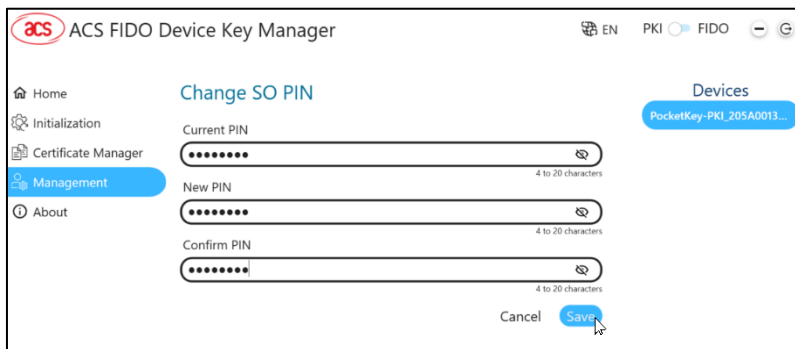 acs ACS FIDO Device Key Manager EN PKI FIDO
Home
Initialization
Certificate Manager
Management
About
Change SO PIN
Current PIN
••••••••
4 to 20 characters
New PIN
••••••••
4 to 20 characters
Confirm PIN
••••••••
4 to 20 characters
Cancel Save
Devices
PocketKey-PKI_205A0013...